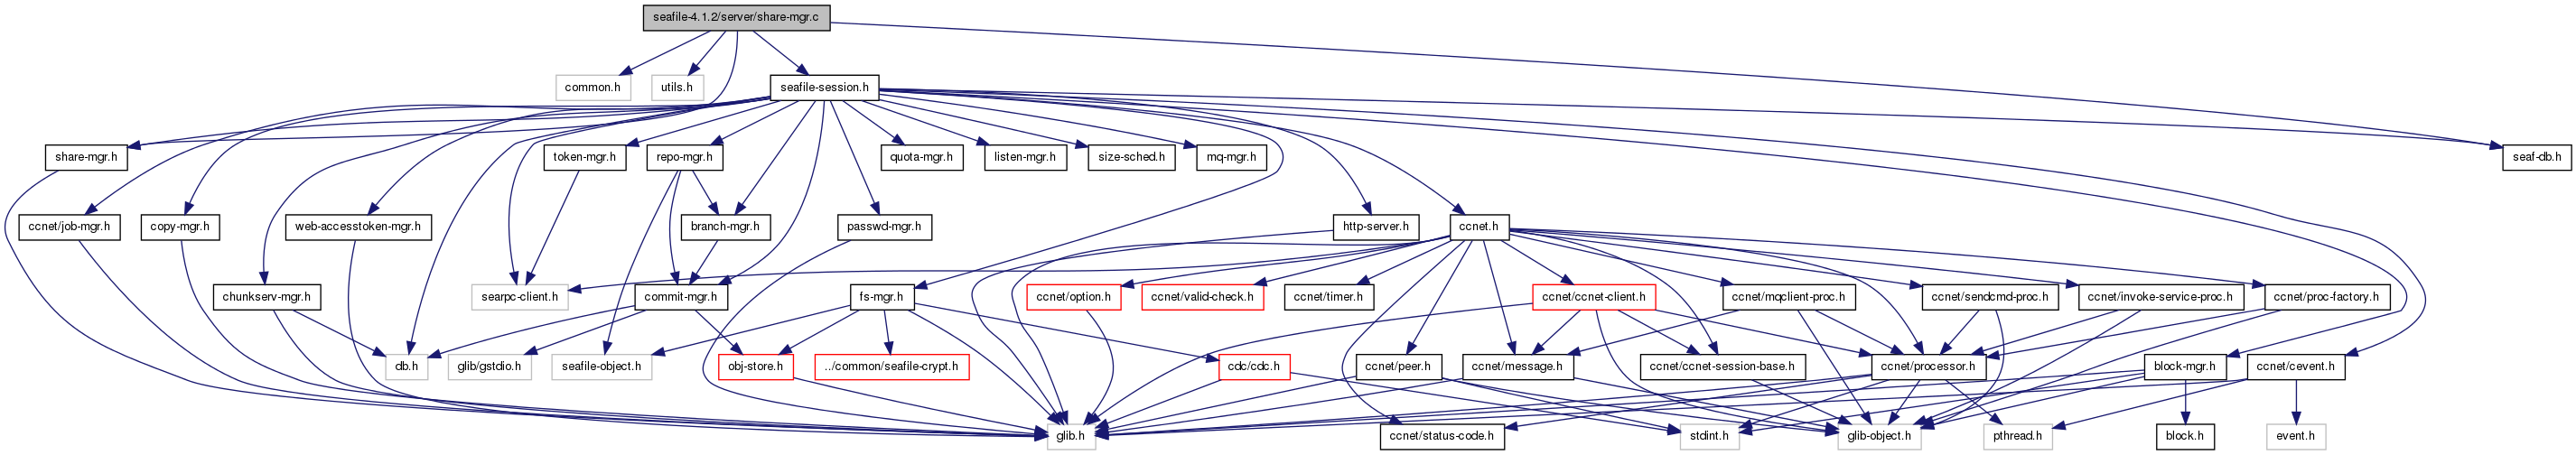 seafile-4.1.2/server/share-mgr.c
common.h
utils.h
seafile-session.h
share-mgr.h
token-mgr.h
repo-mgr.h
quota-mgr.h
listen-mgr.h
size-sched.h
mq-mgr.h
seaf-db.h
ccnet/job-mgr.h
copy-mgr.h
web-accesstoken-mgr.h
branch-mgr.h
passwd-mgr.h
http-server.h
ccnet.h
chunkserv-mgr.h
searpc-client.h
commit-mgr.h
fs-mgr.h
ccnet/option.h
ccnet/valid-check.h
ccnet/timer.h
ccnet/ccnet-client.h
ccnet/mqclient-proc.h
ccnet/sendcmd-proc.h
ccnet/invoke-service-proc.h
ccnet/proc-factory.h
db.h
glib/gstdio.h
seafile-object.h
obj-store.h
../common/seafile-crypt.h
cdc/cdc.h
ccnet/peer.h
ccnet/message.h
ccnet/ccnet-session-base.h
ccnet/processor.h
block-mgr.h
ccnet/cevent.h
glib.h
ccnet/status-code.h
stdint.h
glib-object.h
pthread.h
block.h
event.h